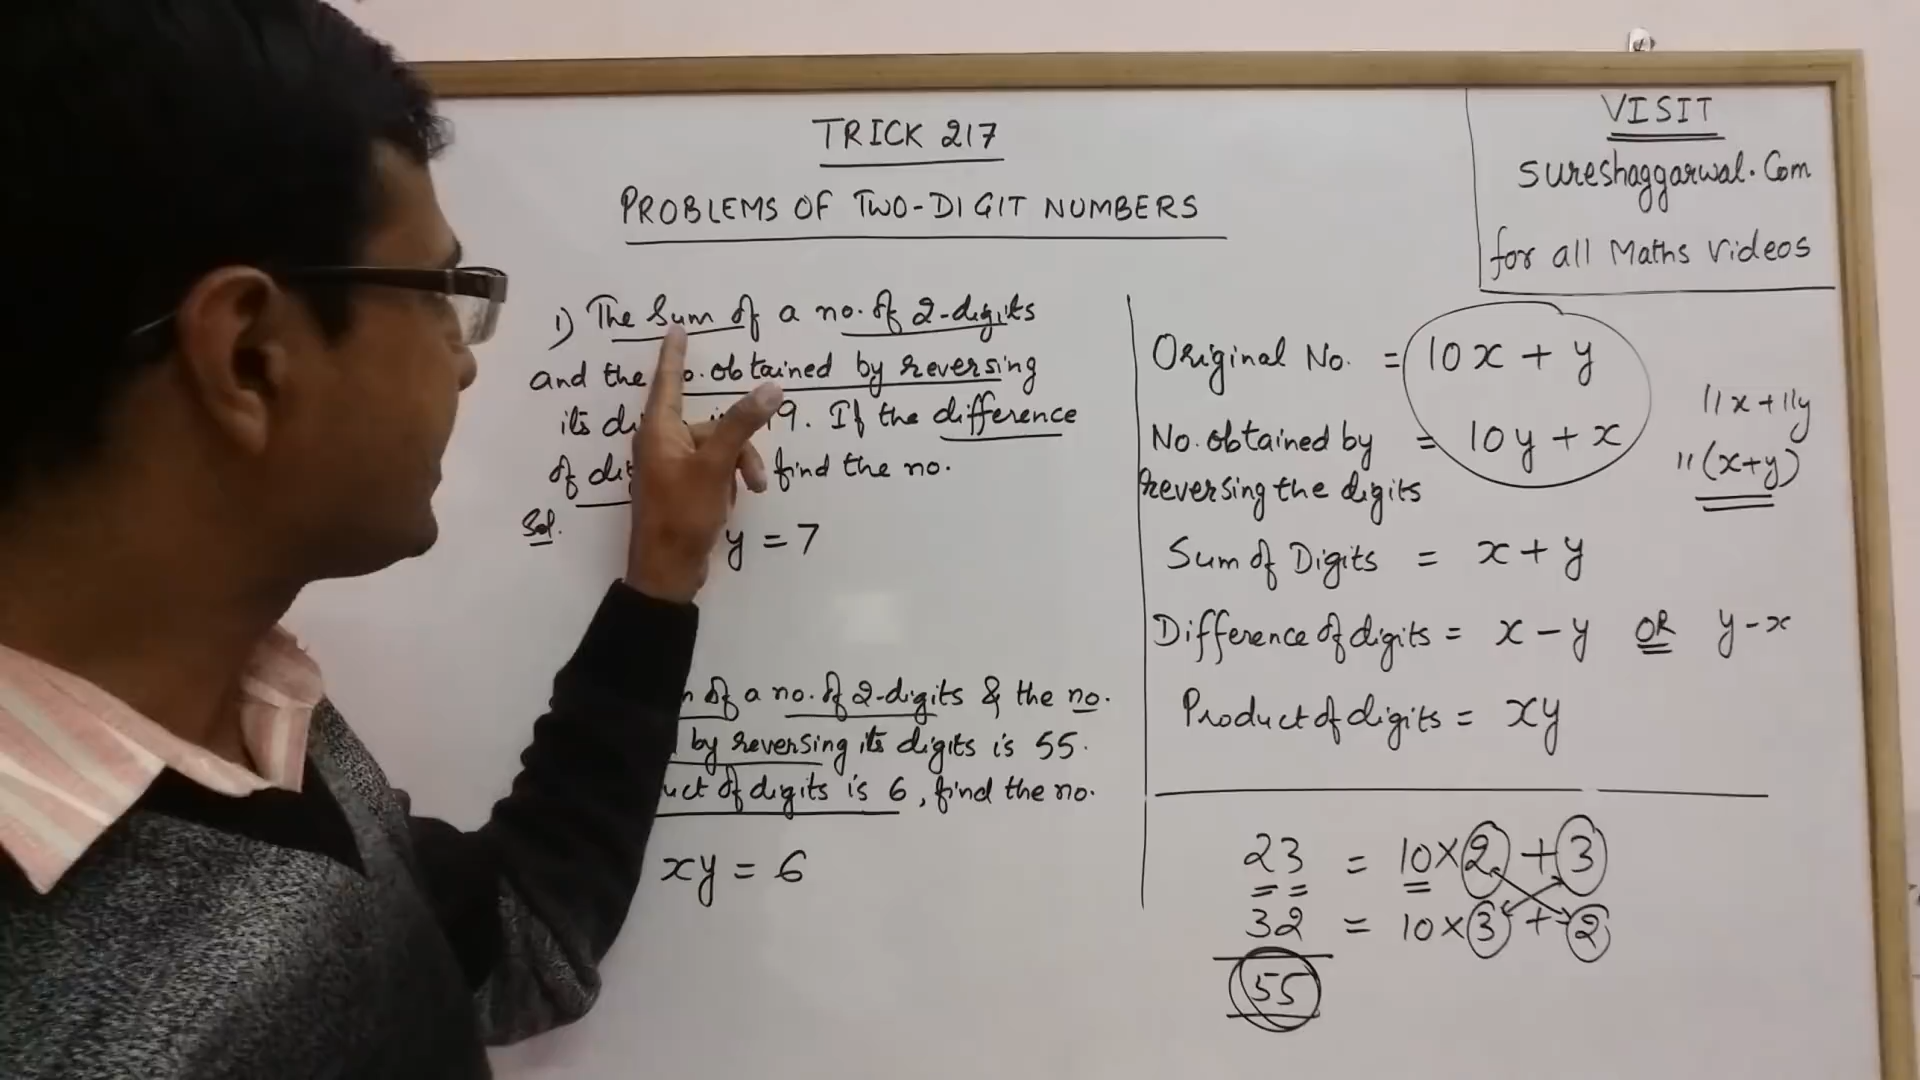 TRICK 217
PROBLEMS OF TWO-DIGIT NUMBERS
VISIT
sureshaggarwal.Com
for all Maths videos
1) The Sum of a no. of 2-digits
and the o. obtained by reversing
its di 9. If the difference
of dig find the no.
Sol.
y = 7
of a no. of 2-digits & the no.
by reversing its digits is 55.
uct of digits is 6, find the no.
xy = 6
Original No. = 10x + y
No. obtained by = 10y + x
reversing the digits
11x + 11y
11(x+y)
Sum of Digits = x + y
Difference of digits = x - y OR y - x
Product of digits = xy
23 = 10 × 2 + 3
32 = 10 × 3 + 2
55